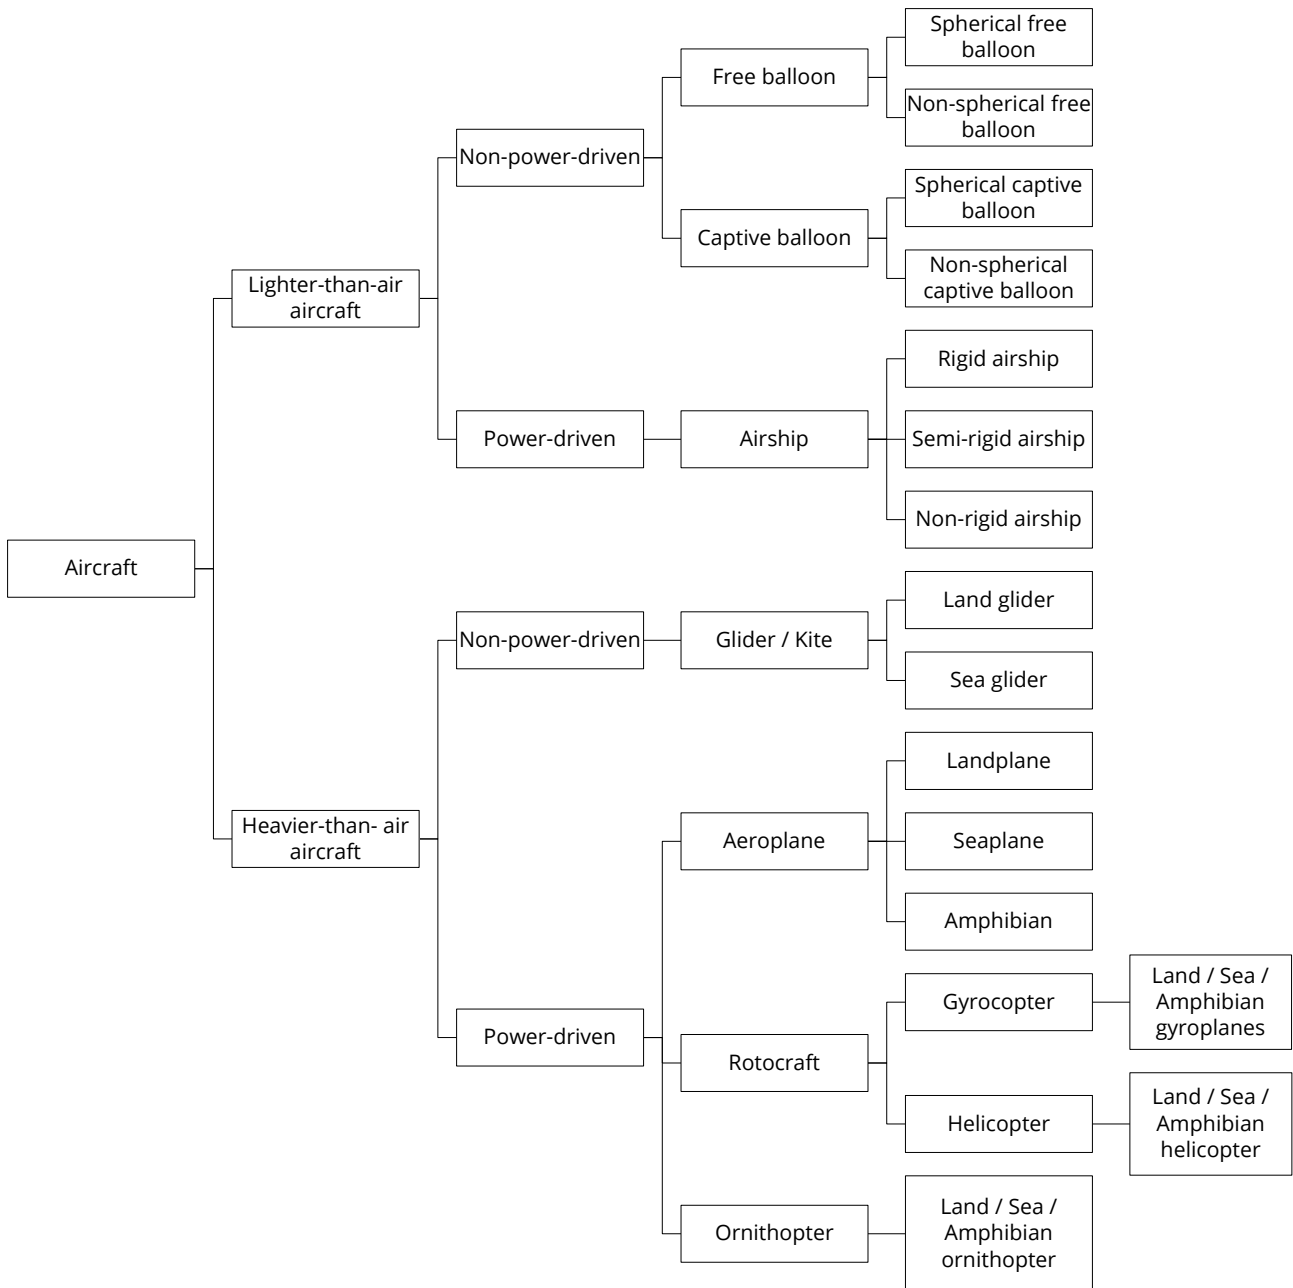 Spherical free
balloon
Free balloon
Non-spherical free
balloon
Non-power-driven
Spherical captive
balloon
Captive balloon
Non-spherical
captive balloon
Lighter-than-air
aircraft
Rigid airship
Power-driven
Airship
Semi-rigid airship
Non-rigid airship
Aircraft
Land glider
Non-power-driven
Glider / Kite
Sea glider
Landplane
Heavier-than- air
aircraft
Aeroplane
Seaplane
Amphibian
Gyrocopter
Land / Sea /
Amphibian
gyroplanes
Power-driven
Rotocraft
Helicopter
Land / Sea /
Amphibian
helicopter
Ornithopter
Land / Sea /
Amphibian
ornithopter